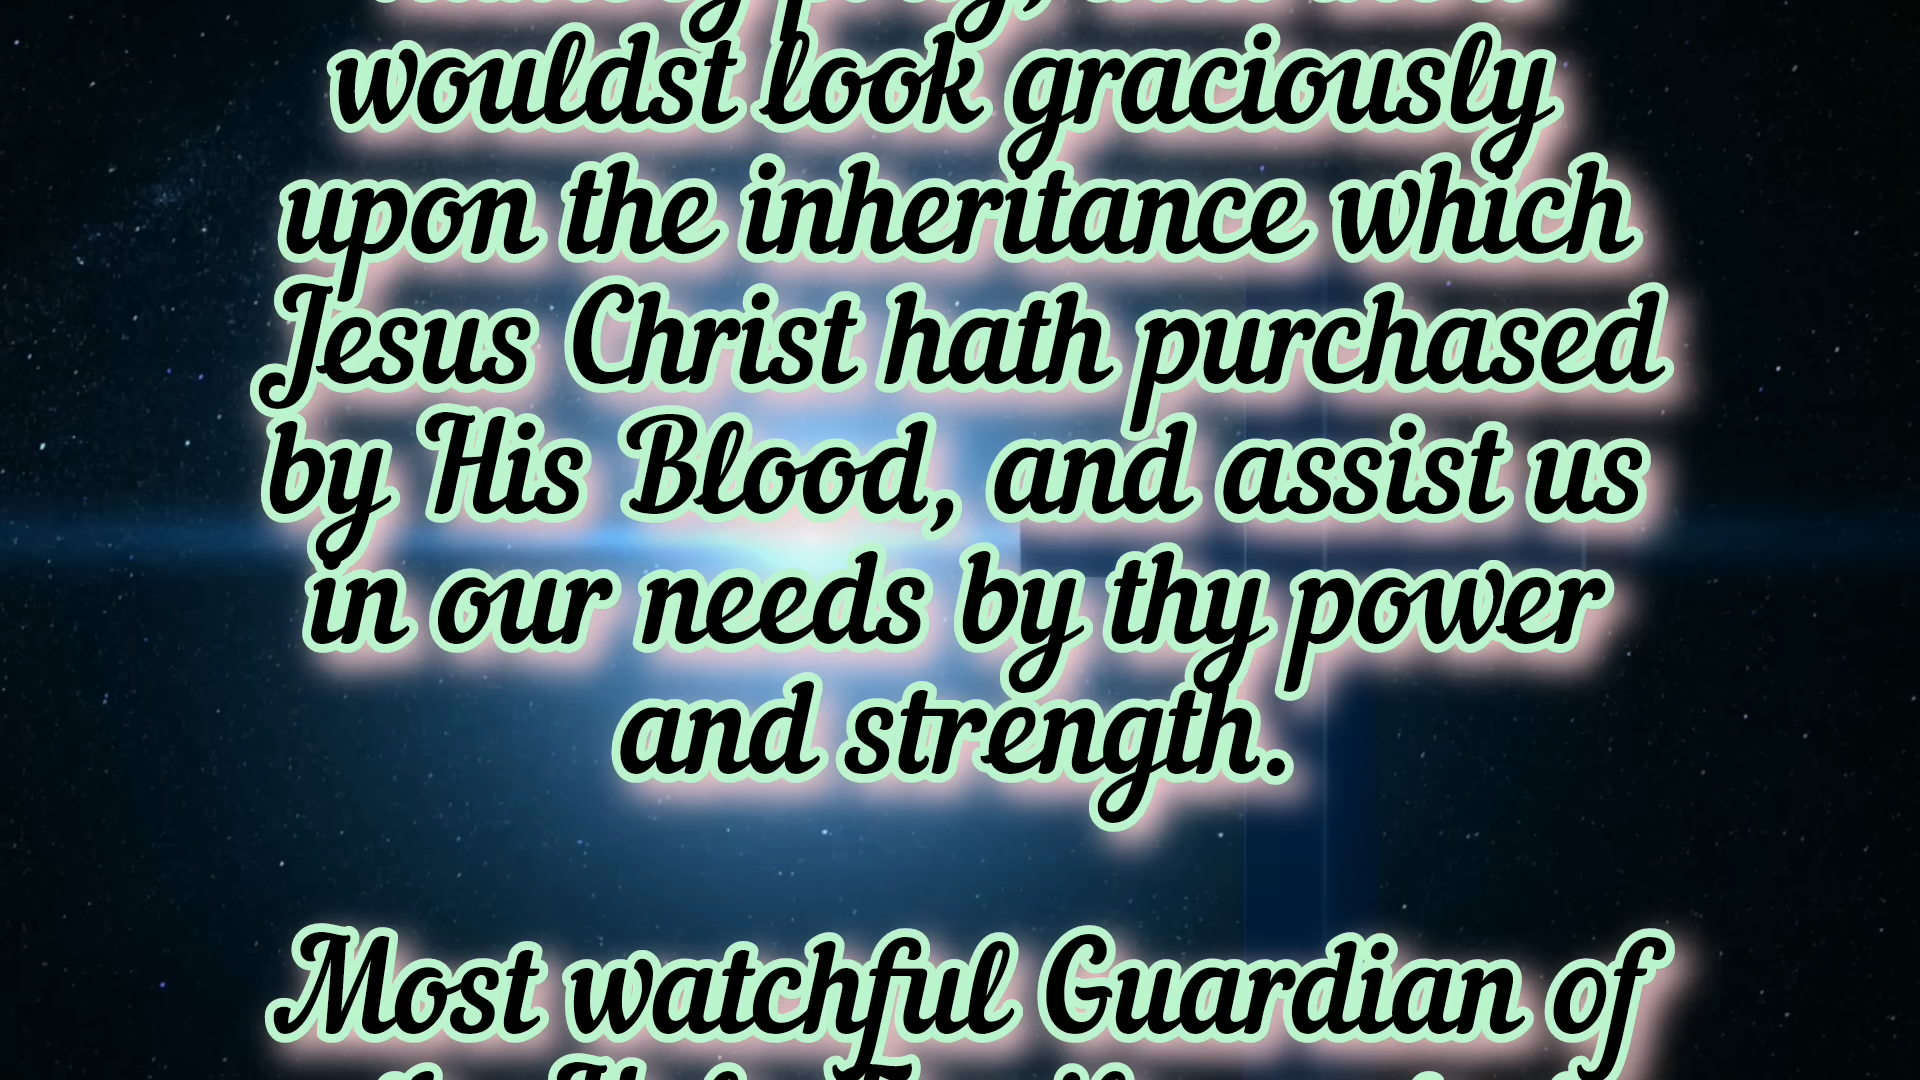 wouldst look graciously
upon the inheritance which
Jesus Christ hath purchased
by His Blood, and assist us
in our needs by thy power
and strength.
Most watchful Guardian of